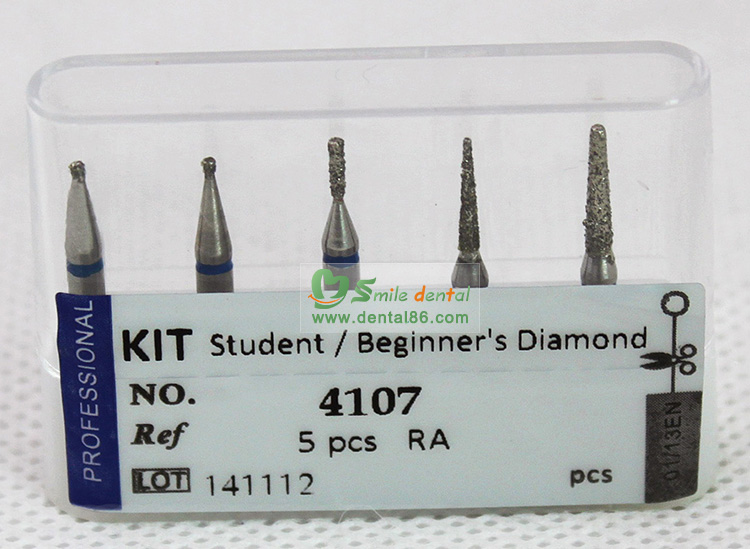 Smile dental
www.dental86.com
PROFESSIONAL
KIT Student / Beginner's Diamond
NO. 4107
Ref 5 pcs RA
LOT 141112 pcs
01/13EN